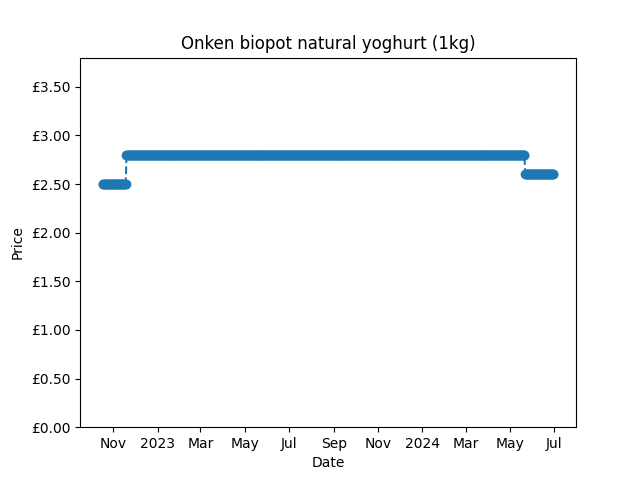 Onken biopot natural yoghurt (1kg)
£3.50
£3.00
£2.50
£2.00
£1.50
£1.00
£0.50
£0.00
Price
Nov 2023 Mar May Jul Sep Nov 2024 Mar May Jul
Date